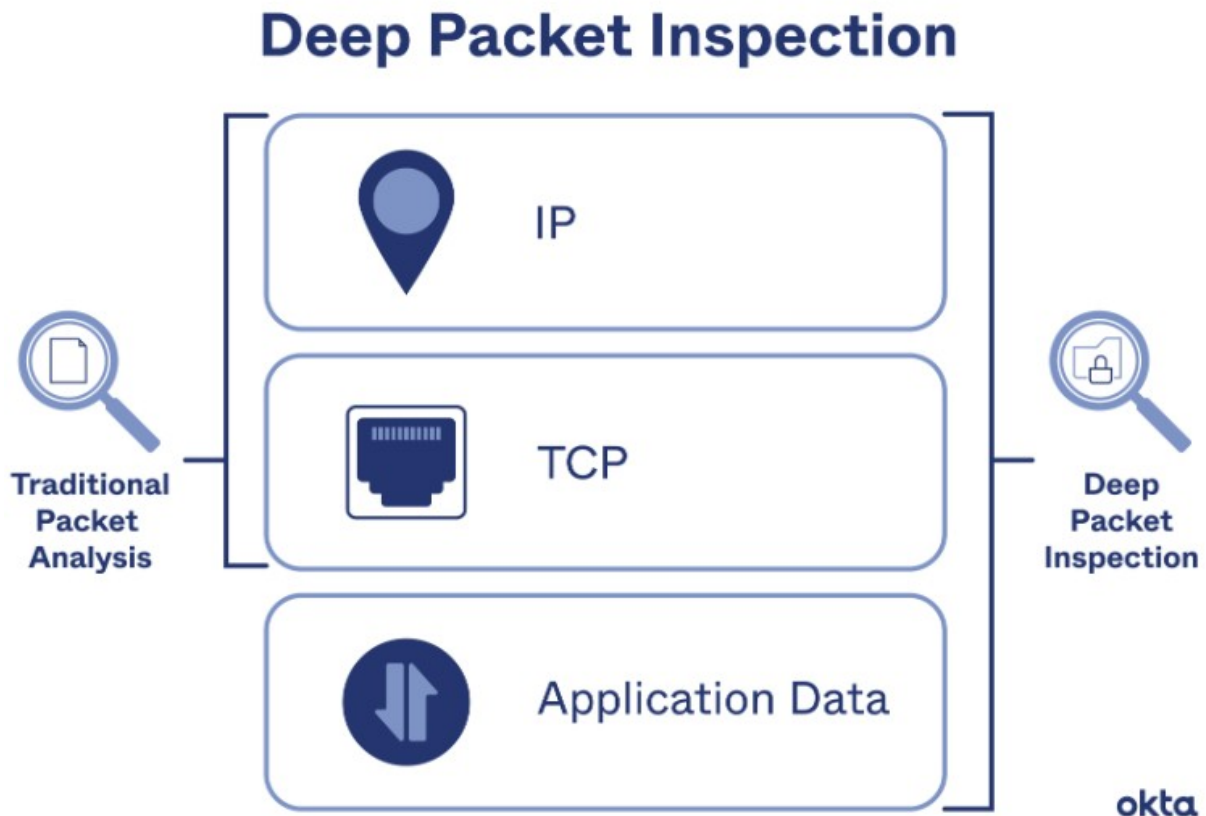 Deep Packet Inspection
IP
TCP
Traditional
Packet
Analysis
Deep
Packet
Inspection
Application Data
okta